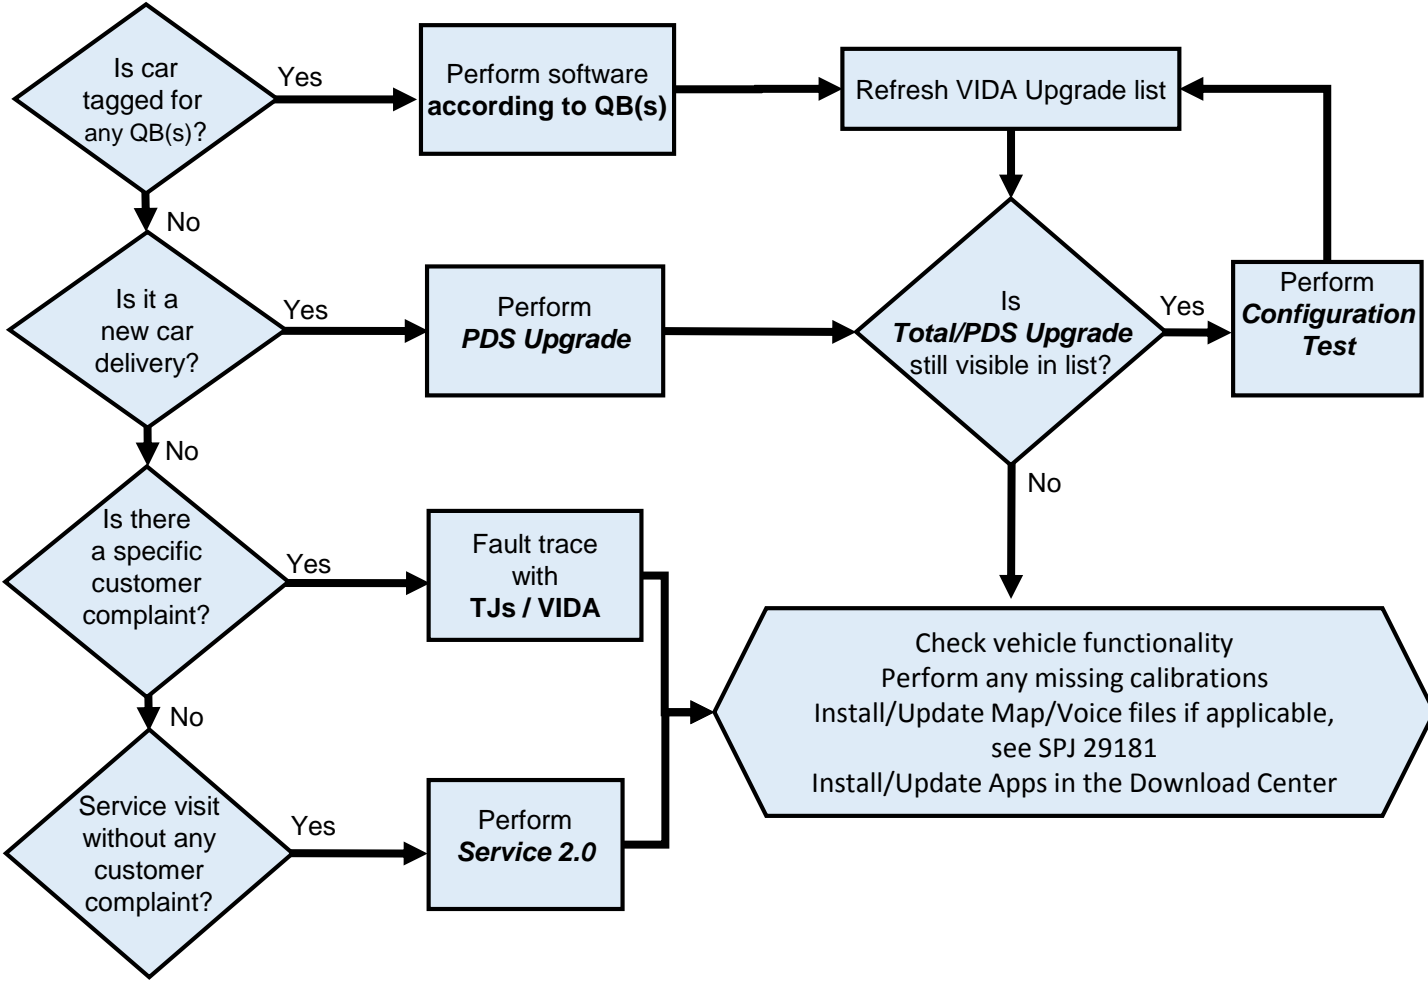 Is car
tagged for
any QB(s)?
Yes
Perform software
according to QB(s)
Refresh VIDA Upgrade list
No
Is it a
new car
delivery?
Yes
Perform
PDS Upgrade
Is
Total/PDS Upgrade
still visible in list?
Yes
Perform
Configuration
Test
No
No
Is there
a specific
customer
complaint?
Yes
Fault trace
with
TJs / VIDA
Check vehicle functionality
Perform any missing calibrations
Install/Update Map/Voice files if applicable,
see SPJ 29181
Install/Update Apps in the Download Center
No
Service visit
without any
customer
complaint?
Yes
Perform
Service 2.0